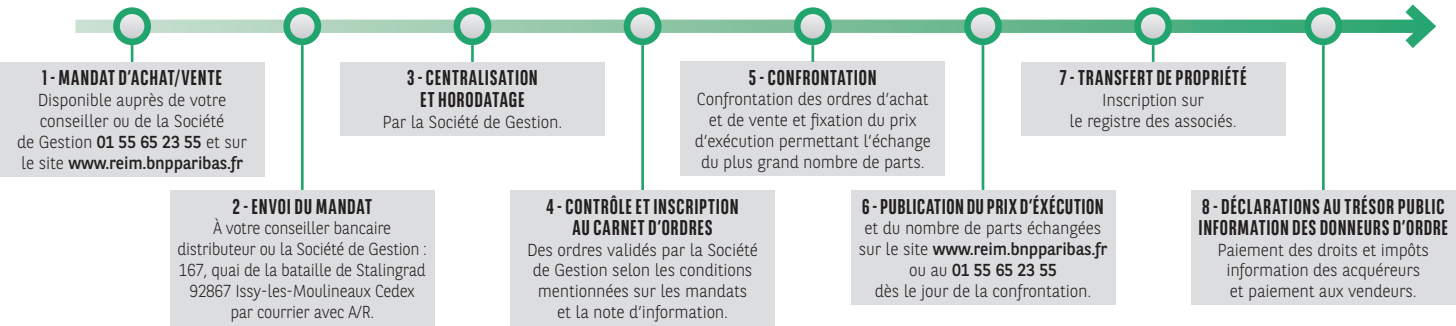 1 - MANDAT D'ACHAT/VENTE
Disponible auprès de votre
conseiller ou de la Société
de Gestion 01 55 65 23 55 et sur
le site www.reim.bnpparibas.fr
2 - ENVOI DU MANDAT
À votre conseiller bancaire
distributeur ou la Société de Gestion :
167, quai de la bataille de Stalingrad
92867 Issy-les-Moulineaux Cedex
par courrier avec A/R.
3 - CENTRALISATION
ET HORODATAGE
Par la Société de Gestion.
4 - CONTRÔLE ET INSCRIPTION
AU CARNET D'ORDRES
Des ordres validés par la Société
de Gestion selon les conditions
mentionnées sur les mandats
et la note d'information.
5 - CONFRONTATION
Confrontation des ordres d'achat
et de vente et fixation du prix
d'exécution permettant l'échange
du plus grand nombre de parts.
6 - PUBLICATION DU PRIX D'ÉXÉCUTION
et du nombre de parts échangées
sur le site www.reim.bnpparibas.fr
ou au 01 55 65 23 55
dès le jour de la confrontation.
7 - TRANSFERT DE PROPRIÉTÉ
Inscription sur
le registre des associés.
8 - DÉCLARATIONS AU TRÉSOR PUBLIC
INFORMATION DES DONNEURS D'ORDRE
Paiement des droits et impôts
information des acquéreurs
et paiement aux vendeurs.